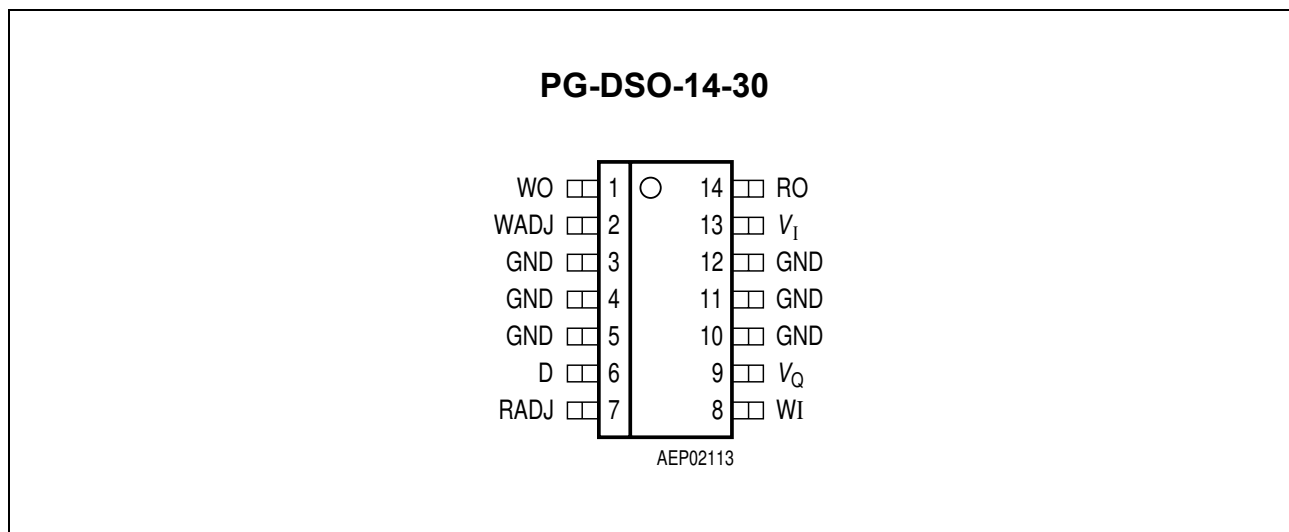 PG-DSO-14-30
WO 1 14 RO
WADJ 2 13 VI
GND 3 12 GND
GND 4 11 GND
GND 5 10 GND
D 6 9 VQ
RADJ 7 8 WI
AEP02113